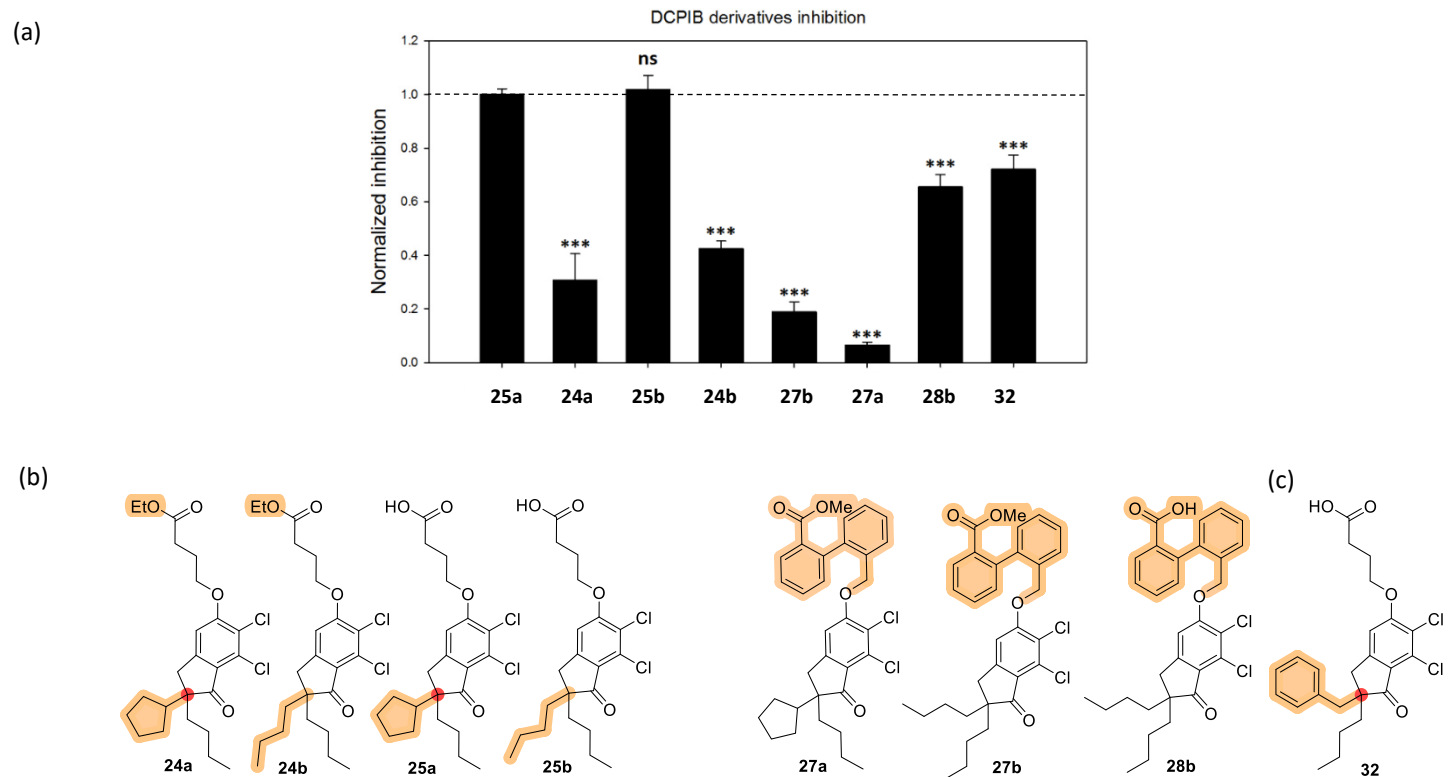 (a)
DCPIB derivatives inhibition
Normalized inhibition
1.2
1.0
0.8
0.6
0.4
0.2
0.0
ns
***
***
***
***
***
***
25a 24a 25b 24b 27b 27a 28b 32
(b)
(c)
EtO O EtO O HO O HO O
O OMe
O OMe
O OH
HO O
O O O O O O O O
Cl Cl Cl Cl Cl Cl Cl Cl
Cl Cl Cl Cl Cl Cl Cl Cl
O O O O O O O O
24a 24b 25a 25b 27a 27b 28b 32